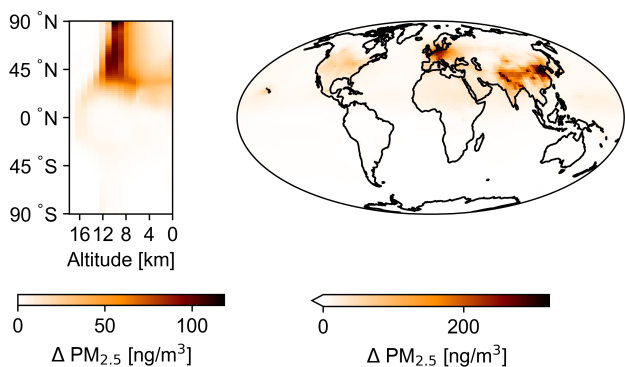 90 °N
45 °N
0 °N
45 °S
90 °S
16 12 8 4 0
Altitude [km]
0 50 100
Δ PM2.5 [ng/m³]
0 200
Δ PM2.5 [ng/m³]